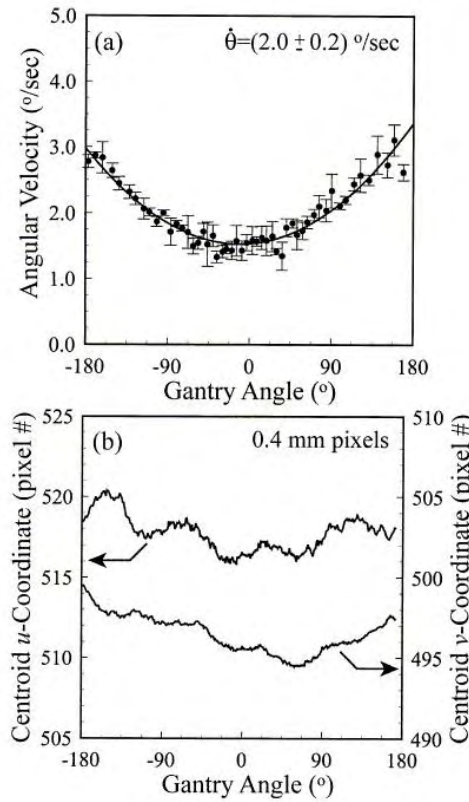 (a)
θ̇=(2.0 ± 0.2) º/sec
Angular Velocity (º/sec)
5.0
4.0
3.0
2.0
1.0
0.0
-180 -90 0 90 180
Gantry Angle (º)
(b)
0.4 mm pixels
Centroid u-Coordinate (pixel #)
525
520
515
510
505
510
505
500
495
490
Centroid v-Coordinate (pixel #)
-180 -90 0 90 180
Gantry Angle (º)